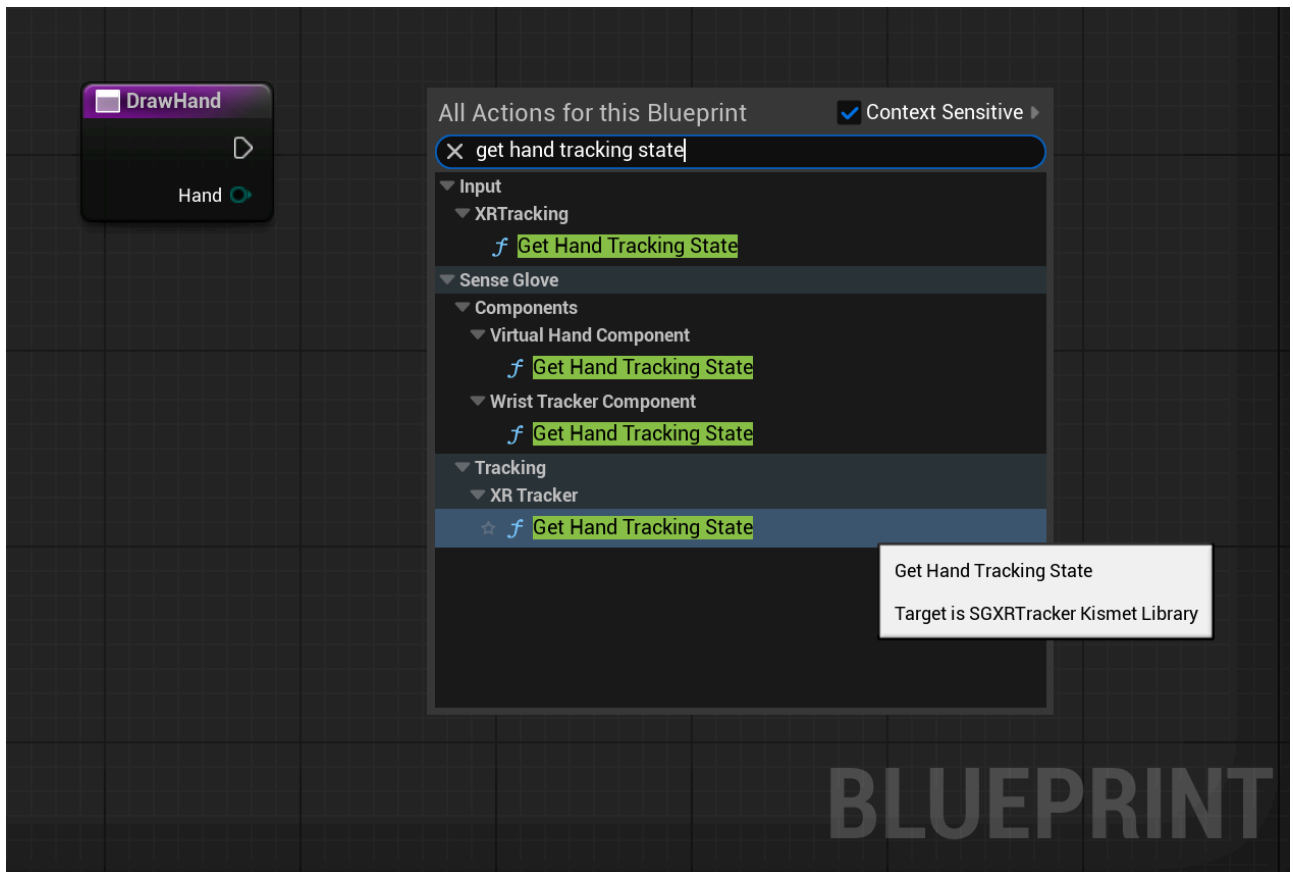 DrawHand
Hand
All Actions for this Blueprint
Context Sensitive
get hand tracking state
Input
XRTracking
f Get Hand Tracking State
Sense Glove
Components
Virtual Hand Component
f Get Hand Tracking State
Wrist Tracker Component
f Get Hand Tracking State
Tracking
XR Tracker
f Get Hand Tracking State
Get Hand Tracking State
Target is SGXRTracker Kismet Library
BLUEPRINT